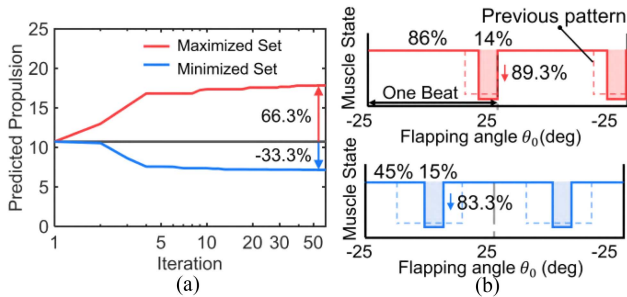 (a)
25
20
15
10
5
0
Predicted Propulsion
Maximized Set
Minimized Set
66.3%
-33.3%
1 5 10 20 30 50
Iteration
(a)
(b)
Previous pattern
Muscle State
86% 14%
89.3%
One Beat
-25 25 -25
Flapping angle θ0(deg)
Muscle State
45% 15%
83.3%
-25 25 -25
Flapping angle θ0 (deg)
(b)